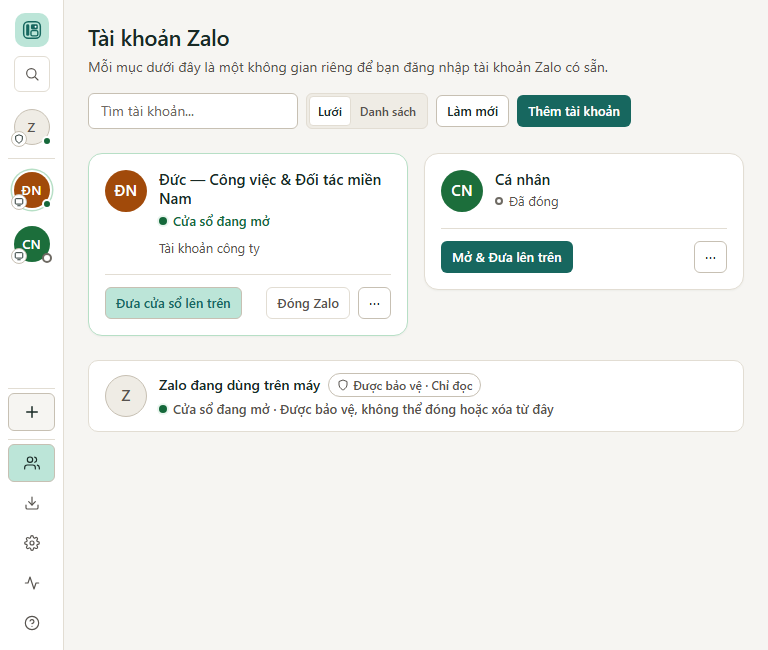 Tài khoản Zalo
Mỗi mục dưới đây là một không gian riêng để bạn đăng nhập tài khoản Zalo có sẵn.
Tìm tài khoản...
Lưới
Danh sách
Làm mới
Thêm tài khoản
Z
ĐN
CN
ĐN
Đức — Công việc & Đối tác miền
Nam
Cửa sổ đang mở
Tài khoản công ty
Đưa cửa sổ lên trên
Đóng Zalo
...
CN
Cá nhân
Đã đóng
Mở & Đưa lên trên
...
Z
Zalo đang dùng trên máy
Được bảo vệ · Chỉ đọc
Cửa sổ đang mở · Được bảo vệ, không thể đóng hoặc xóa từ đây